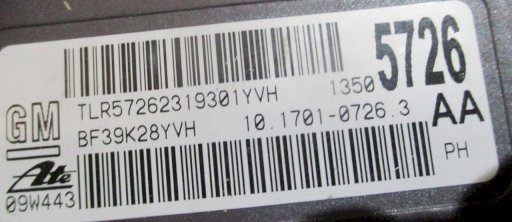 TLR57262319301YVH 1350 5726
GM BF39K28YVH 10.1701-0726.3 AA
Ate
09W443 PH